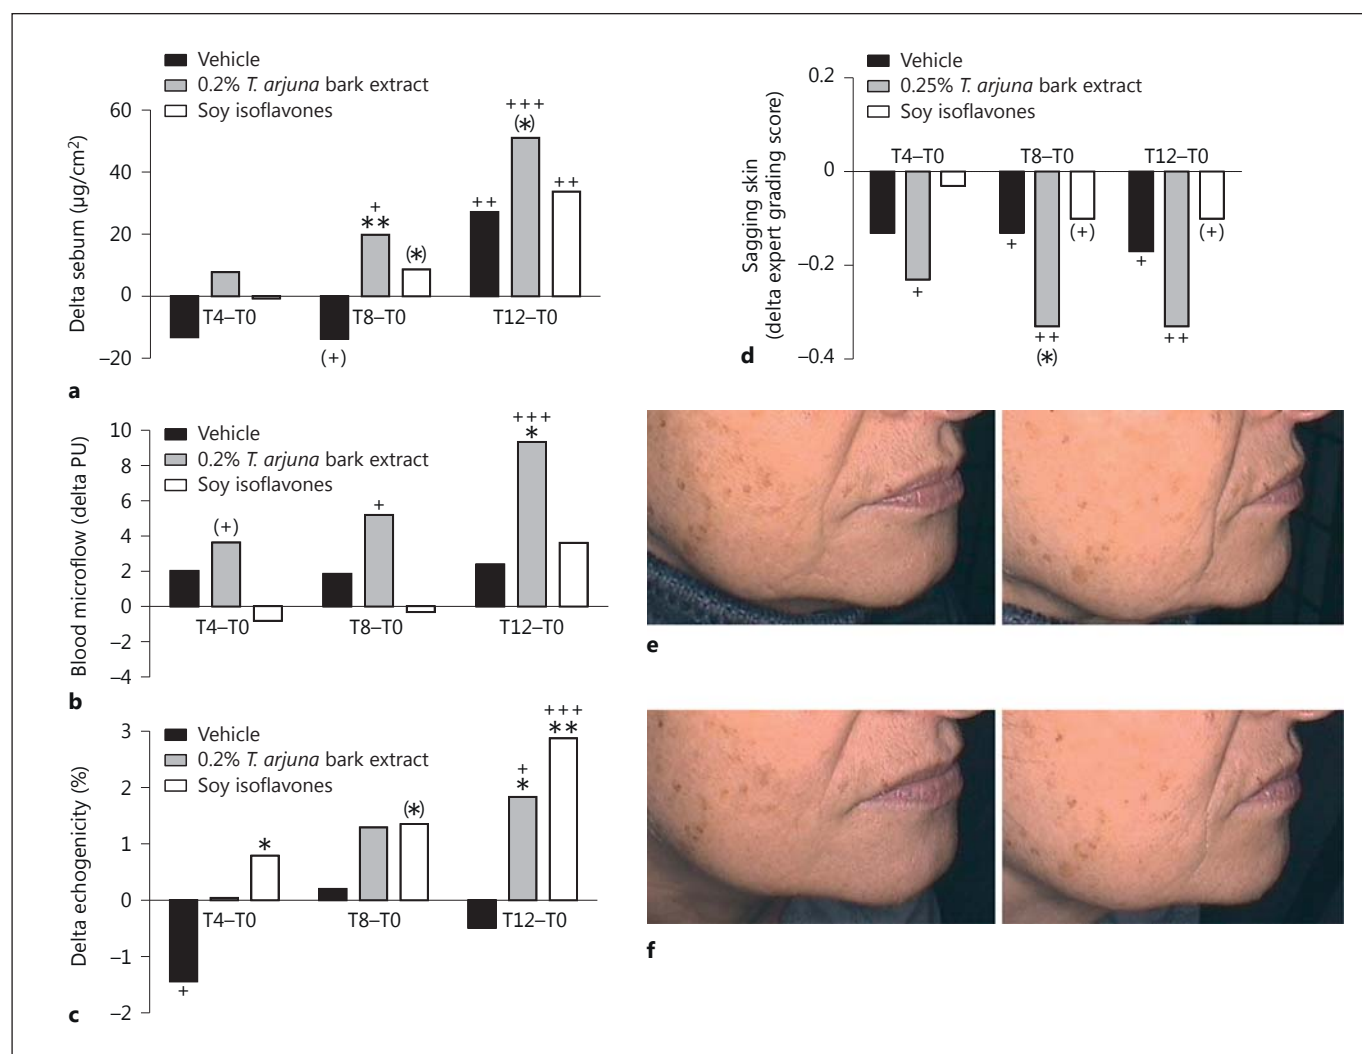 Vehicle
0.2% T. arjuna bark extract
Soy isoflavones
Delta sebum (µg/cm²)
60
40
20
0
–20
+++
(*)
++
++
+
**
(*)
(+)
T4–T0
T8–T0
T12–T0
a
Vehicle
0.2% T. arjuna bark extract
Soy isoflavones
Blood microflow (delta PU)
10
8
6
4
2
0
–2
–4
(+)
+
+++
*
T4–T0
T8–T0
T12–T0
b
Vehicle
0.2% T. arjuna bark extract
Soy isoflavones
Delta echogenicity (%)
3
2
1
0
–1
–2
+
*
(*)
+
*
+++
**
T4–T0
T8–T0
T12–T0
c
Vehicle
0.25% T. arjuna bark extract
Soy isoflavones
Sagging skin
(delta expert grading score)
0.2
0
–0.2
–0.4
T4–T0
T8–T0
T12–T0
+
+
++
(*)
(+)
+
++
(+)
d
e
f